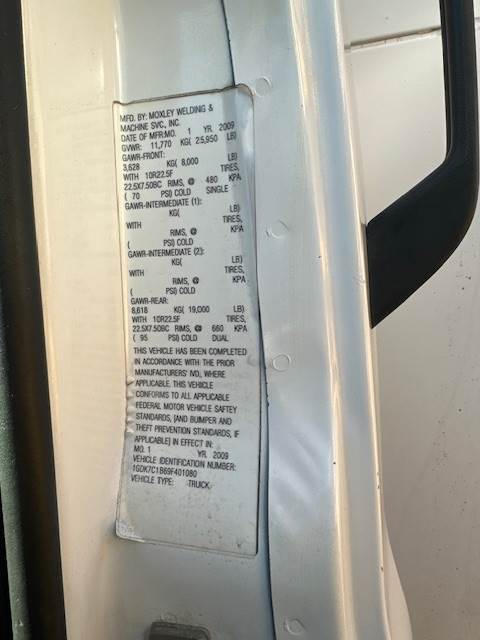 MFD. BY: MOXLEY WELDING &
MACHINE SVC., INC.
DATE OF MFR:MO. 1 YR. 2009
GVWR: 11,770 KG( 25,950 LB)
GAWR-FRONT:
3,628 KG( 8,000 LB)
WITH 10R22.5F TIRES,
22.5X7.50BC RIMS, @ 480 KPA
( 70 PSI) COLD SINGLE
GAWR-INTERMEDIATE (1):
KG( LB)
WITH TIRES,
RIMS, @ KPA
( PSI) COLD
GAWR-INTERMEDIATE (2):
KG( LB)
WITH TIRES,
RIMS, @ KPA
( PSI) COLD
GAWR-REAR:
8,618 KG( 19,000 LB)
WITH 10R22.5F TIRES,
22.5X7.50BC RIMS, @ 660 KPA
( 95 PSI) COLD DUAL
THIS VEHICLE HAS BEEN COMPLETED
IN ACCORDANCE WITH THE PRIOR
MANUFACTURERS' IVD., WHERE
APPLICABLE. THIS VEHICLE
CONFORMS TO ALL APPLICABLE
FEDERAL MOTOR VEHICLE SAFTEY
STANDARDS, [AND BUMPER AND
THEFT PREVENTION STANDARDS, IF
APPLICABLE] IN EFFECT IN:
MO. 1 YR. 2009
VEHICLE IDENTIFICATION NUMBER:
1GDK7C1B69F401080
VEHICLE TYPE: TRUCK